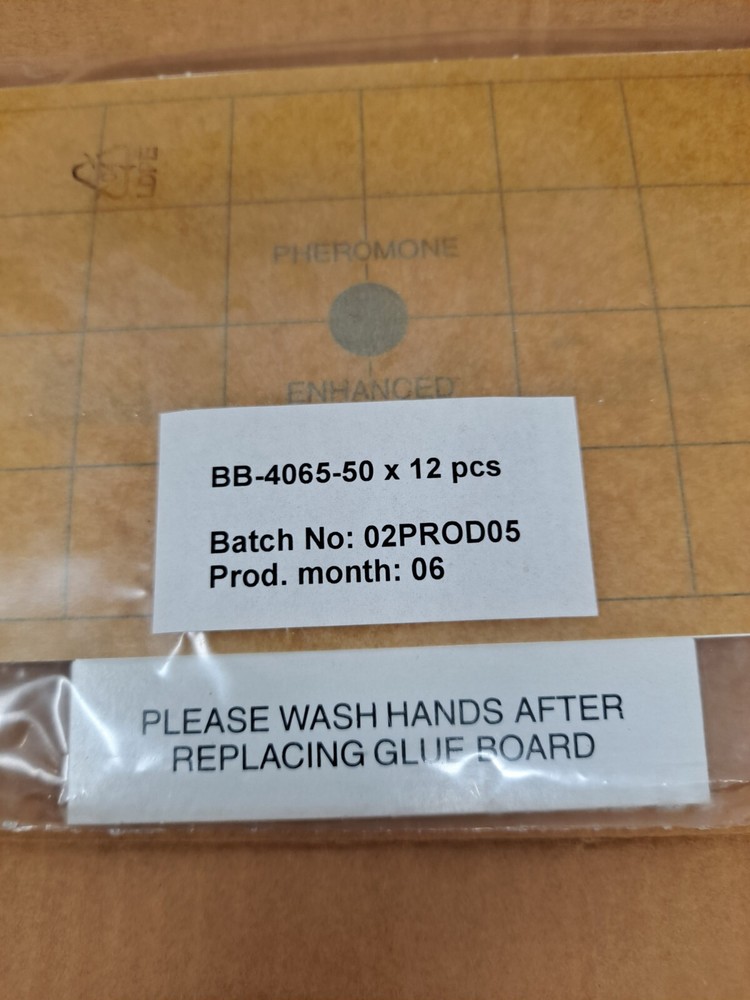 PHEROMONE
ENHANCED
BB-4065-50 x 12 pcs
Batch No: 02PROD05
Prod. month: 06
PLEASE WASH HANDS AFTER
REPLACING GLUE BOARD